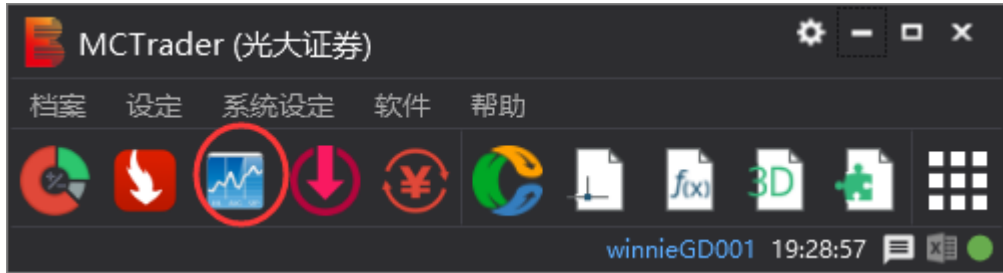 MCTrader (光大证券)
档案 设定 系统设定 软件 帮助
f(x) 3D
winnieGD001 19:28:57